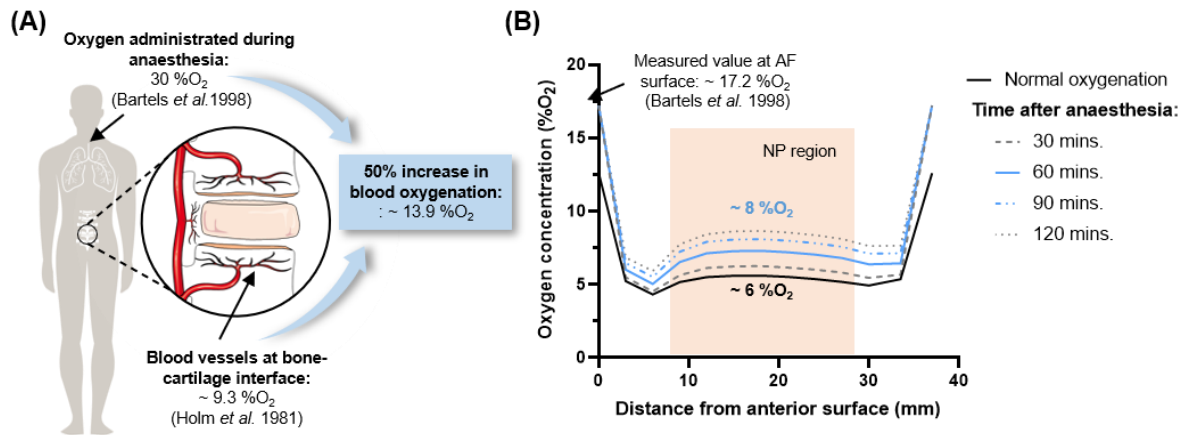 (A)
Oxygen administrated during
anaesthesia:
30 %O₂
(Bartels et al.1998)
50% increase in
blood oxygenation:
: ~ 13.9 %O₂
Blood vessels at bone-
cartilage interface:
~ 9.3 %O₂
(Holm et al. 1981)
(B)
Oxygen concentration (%O₂)
20
15
10
5
0
Measured value at AF
surface: ~ 17.2 %O₂
(Bartels et al. 1998)
NP region
~ 8 %O₂
~ 6 %O₂
0 10 20 30 40
Distance from anterior surface (mm)
Normal oxygenation
Time after anaesthesia:
30 mins.
60 mins.
90 mins.
120 mins.